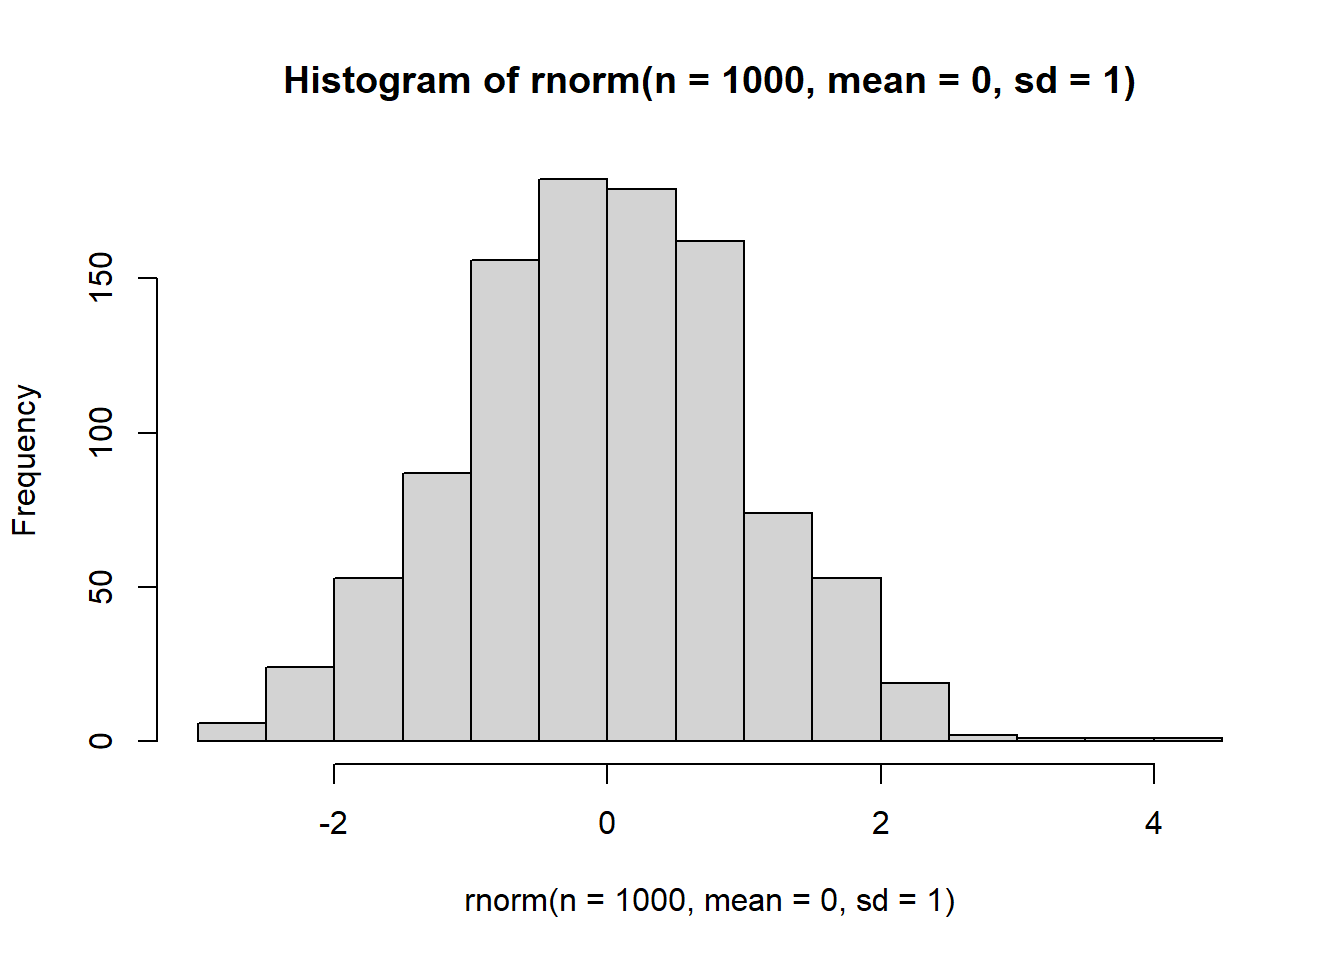 Histogram of rnorm(n = 1000, mean = 0, sd = 1)
Frequency
150
100
50
0
-2 0 2 4
rnorm(n = 1000, mean = 0, sd = 1)